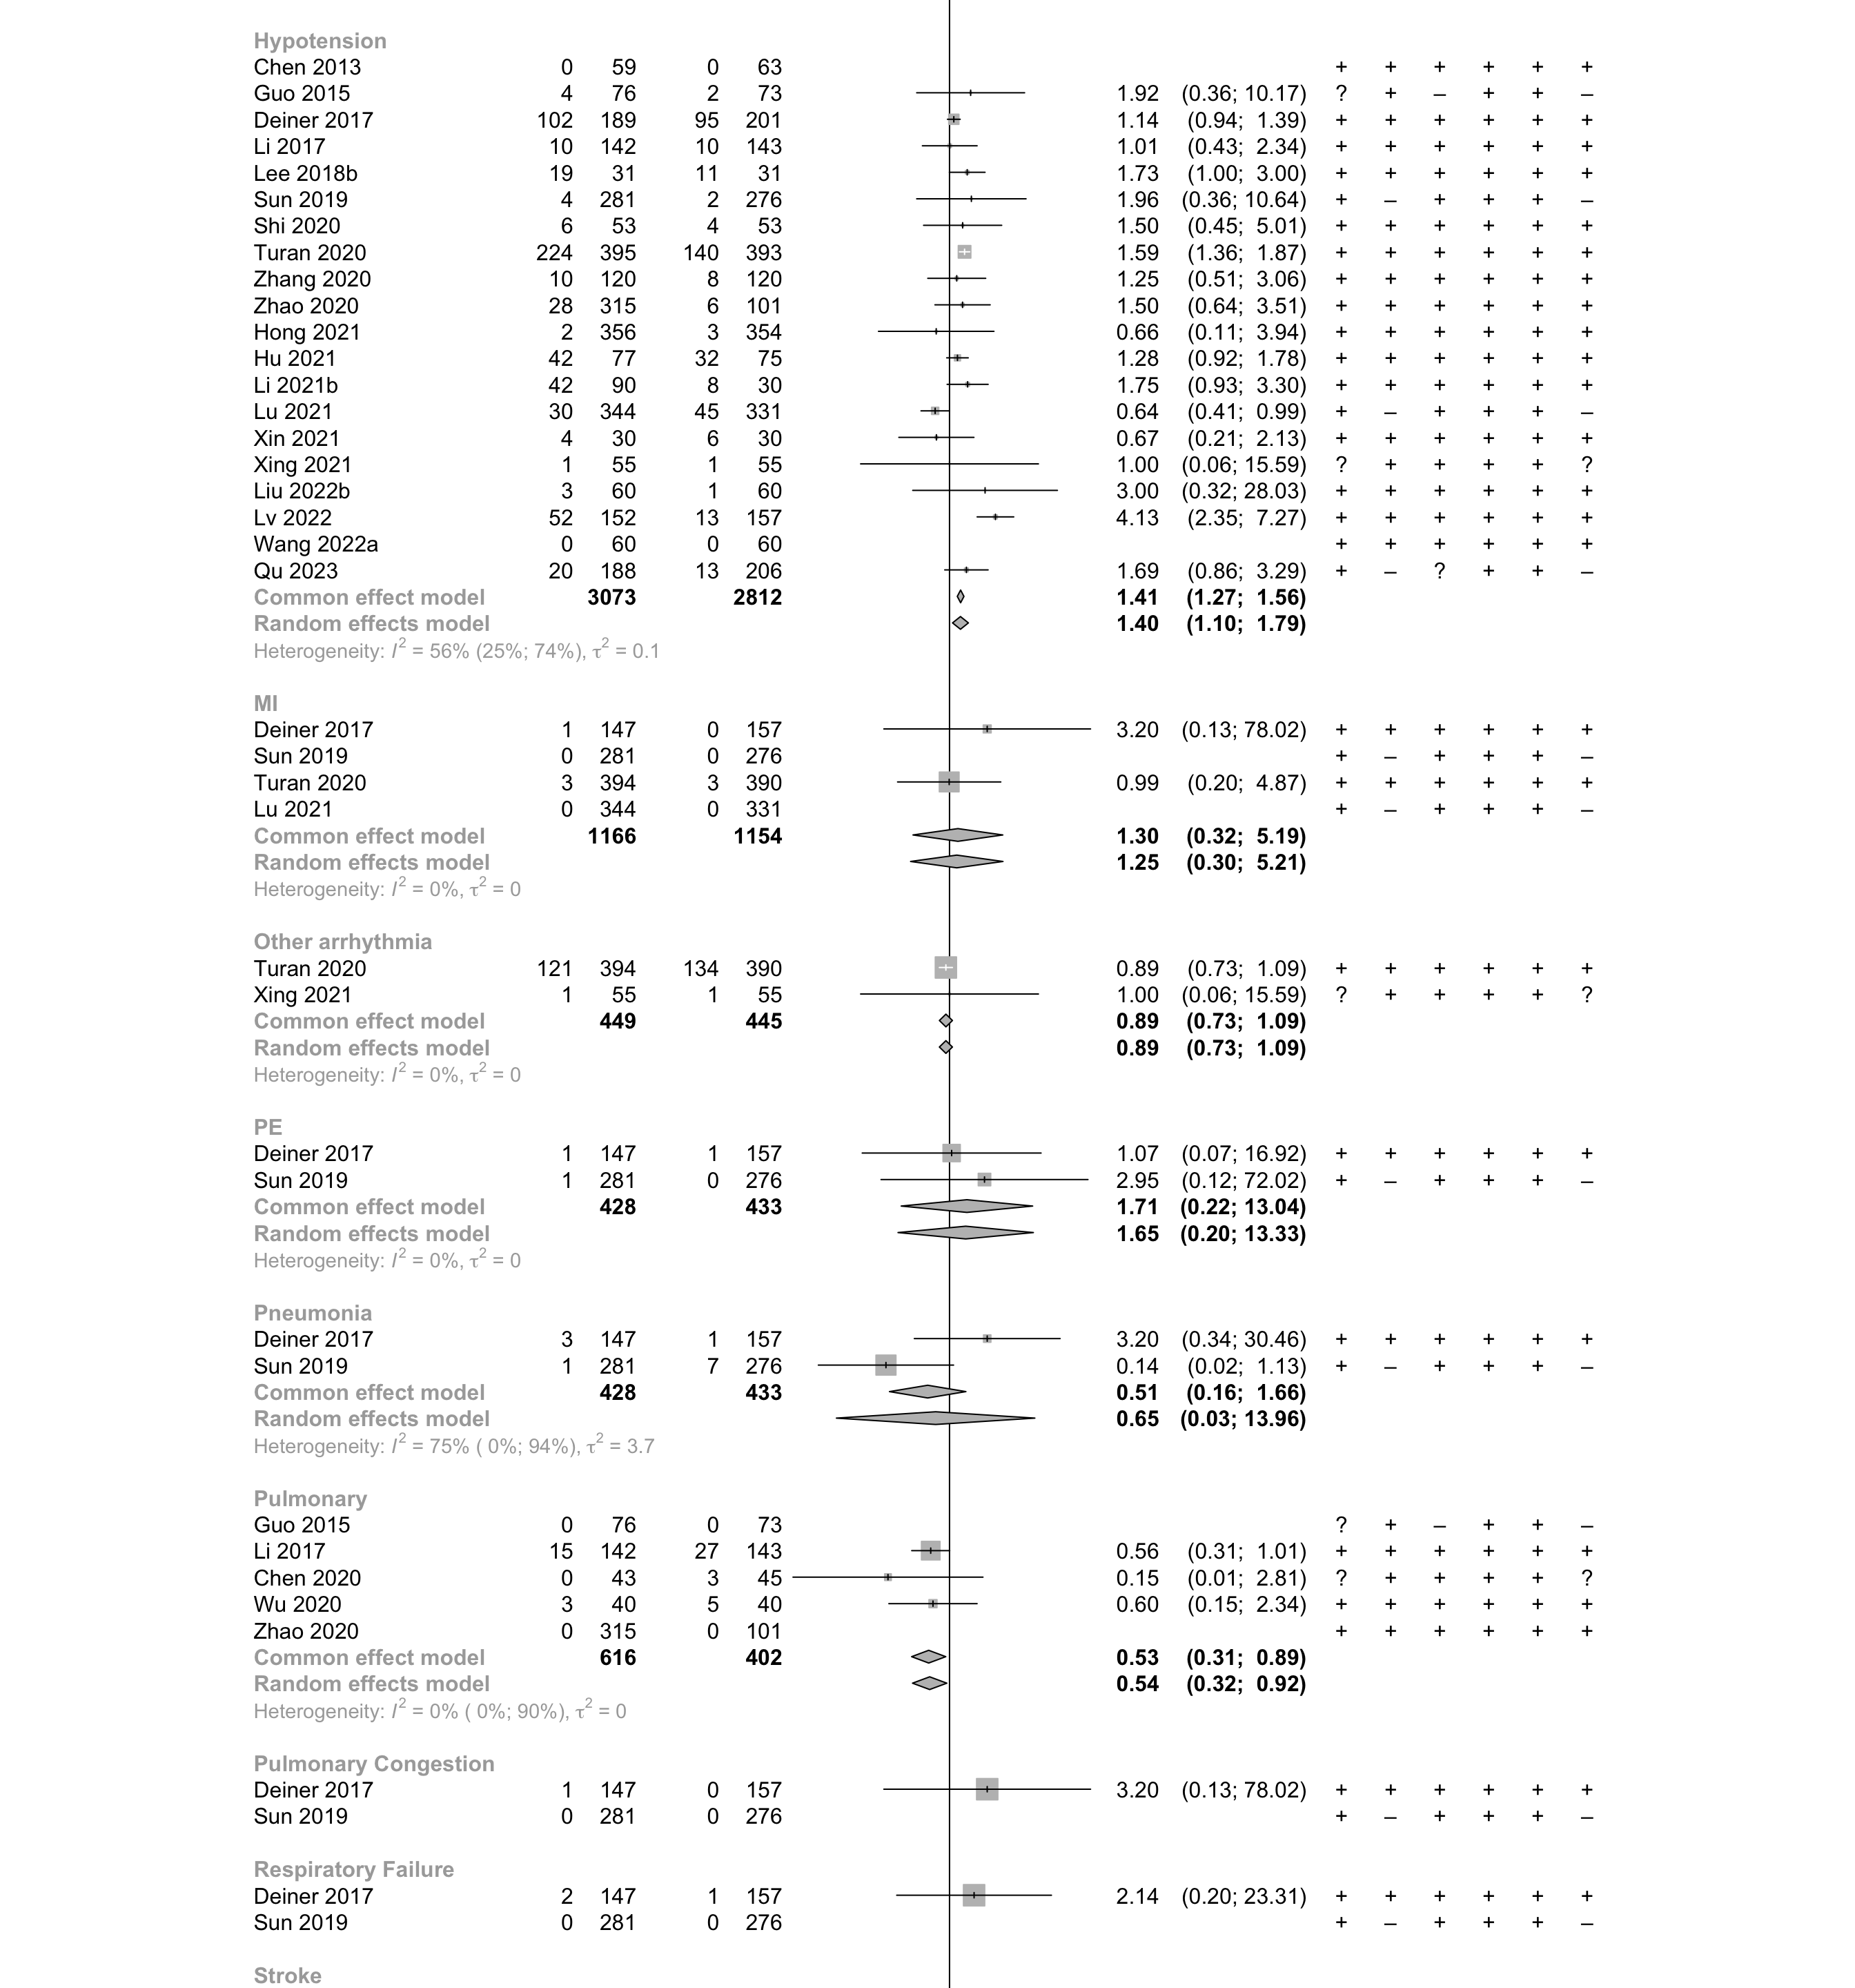 Hypotension
Chen 2013 0 59 0 63 + + + + + +
Guo 2015 4 76 2 73 1.92 (0.36; 10.17) ? + – + + –
Deiner 2017 102 189 95 201 1.14 (0.94; 1.39) + + + + + +
Li 2017 10 142 10 143 1.01 (0.43; 2.34) + + + + + +
Lee 2018b 19 31 11 31 1.73 (1.00; 3.00) + + + + + +
Sun 2019 4 281 2 276 1.96 (0.36; 10.64) + – + + + –
Shi 2020 6 53 4 53 1.50 (0.45; 5.01) + + + + + +
Turan 2020 224 395 140 393 1.59 (1.36; 1.87) + + + + + +
Zhang 2020 10 120 8 120 1.25 (0.51; 3.06) + + + + + +
Zhao 2020 28 315 6 101 1.50 (0.64; 3.51) + + + + + +
Hong 2021 2 356 3 354 0.66 (0.11; 3.94) + + + + + +
Hu 2021 42 77 32 75 1.28 (0.92; 1.78) + + + + + +
Li 2021b 42 90 8 30 1.75 (0.93; 3.30) + + + + + +
Lu 2021 30 344 45 331 0.64 (0.41; 0.99) + – + + + –
Xin 2021 4 30 6 30 0.67 (0.21; 2.13) + + + + + +
Xing 2021 1 55 1 55 1.00 (0.06; 15.59) ? + + + + ?
Liu 2022b 3 60 1 60 3.00 (0.32; 28.03) + + + + + +
Lv 2022 52 152 13 157 4.13 (2.35; 7.27) + + + + + +
Wang 2022a 0 60 0 60 + + + + + +
Qu 2023 20 188 13 206 1.69 (0.86; 3.29) + – ? + + –
Common effect model 3073 2812 1.41 (1.27; 1.56)
Random effects model 1.40 (1.10; 1.79)
Heterogeneity: I² = 56% (25%; 74%), τ² = 0.1
MI
Deiner 2017 1 147 0 157 3.20 (0.13; 78.02) + + + + + +
Sun 2019 0 281 0 276 + – + + + –
Turan 2020 3 394 3 390 0.99 (0.20; 4.87) + + + + + +
Lu 2021 0 344 0 331 + – + + + –
Common effect model 1166 1154 1.30 (0.32; 5.19)
Random effects model 1.25 (0.30; 5.21)
Heterogeneity: I² = 0%, τ² = 0
Other arrhythmia
Turan 2020 121 394 134 390 0.89 (0.73; 1.09) + + + + + +
Xing 2021 1 55 1 55 1.00 (0.06; 15.59) ? + + + + ?
Common effect model 449 445 0.89 (0.73; 1.09)
Random effects model 0.89 (0.73; 1.09)
Heterogeneity: I² = 0%, τ² = 0
PE
Deiner 2017 1 147 1 157 1.07 (0.07; 16.92) + + + + + +
Sun 2019 1 281 0 276 2.95 (0.12; 72.02) + – + + + –
Common effect model 428 433 1.71 (0.22; 13.04)
Random effects model 1.65 (0.20; 13.33)
Heterogeneity: I² = 0%, τ² = 0
Pneumonia
Deiner 2017 3 147 1 157 3.20 (0.34; 30.46) + + + + + +
Sun 2019 1 281 7 276 0.14 (0.02; 1.13) + – + + + –
Common effect model 428 433 0.51 (0.16; 1.66)
Random effects model 0.65 (0.03; 13.96)
Heterogeneity: I² = 75% ( 0%; 94%), τ² = 3.7
Pulmonary
Guo 2015 0 76 0 73 ? + – + + –
Li 2017 15 142 27 143 0.56 (0.31; 1.01) + + + + + +
Chen 2020 0 43 3 45 0.15 (0.01; 2.81) ? + + + + ?
Wu 2020 3 40 5 40 0.60 (0.15; 2.34) + + + + + +
Zhao 2020 0 315 0 101 + + + + + +
Common effect model 616 402 0.53 (0.31; 0.89)
Random effects model 0.54 (0.32; 0.92)
Heterogeneity: I² = 0% ( 0%; 90%), τ² = 0
Pulmonary Congestion
Deiner 2017 1 147 0 157 3.20 (0.13; 78.02) + + + + + +
Sun 2019 0 281 0 276 + – + + + –
Respiratory Failure
Deiner 2017 2 147 1 157 2.14 (0.20; 23.31) + + + + + +
Sun 2019 0 281 0 276 + – + + + –
Stroke